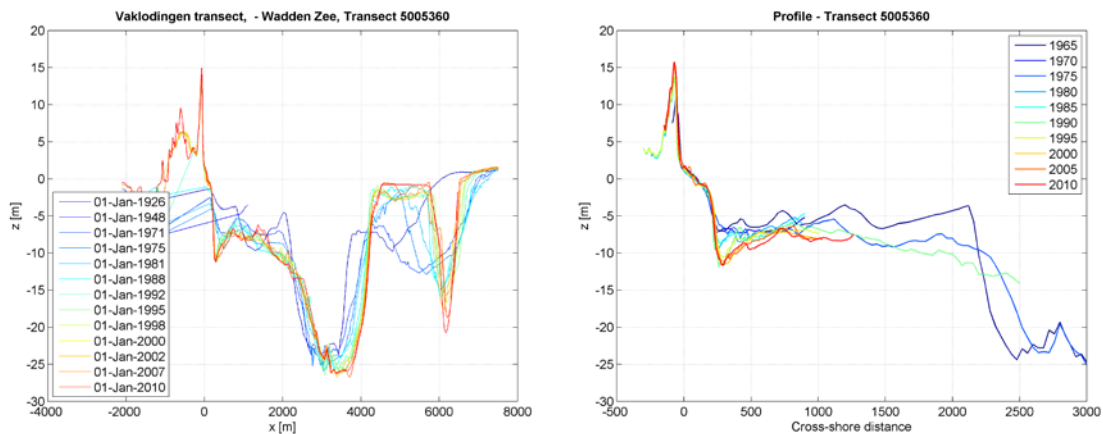 Vaklodingen transect,  - Wadden Zee, Transect 5005360
20
15
10
5
0
-5
-10
-15
-20
-25
-30
z [m]
01-Jan-1926
01-Jan-1948
01-Jan-1971
01-Jan-1975
01-Jan-1981
01-Jan-1988
01-Jan-1992
01-Jan-1995
01-Jan-1998
01-Jan-2000
01-Jan-2002
01-Jan-2007
01-Jan-2010
-4000 -2000 0 2000 4000 6000 8000
x [m]
Profile - Transect 5005360
20
15
10
5
0
-5
-10
-15
-20
-25
-30
z [m]
1965
1970
1975
1980
1985
1990
1995
2000
2005
2010
-500 0 500 1000 1500 2000 2500 3000
Cross-shore distance